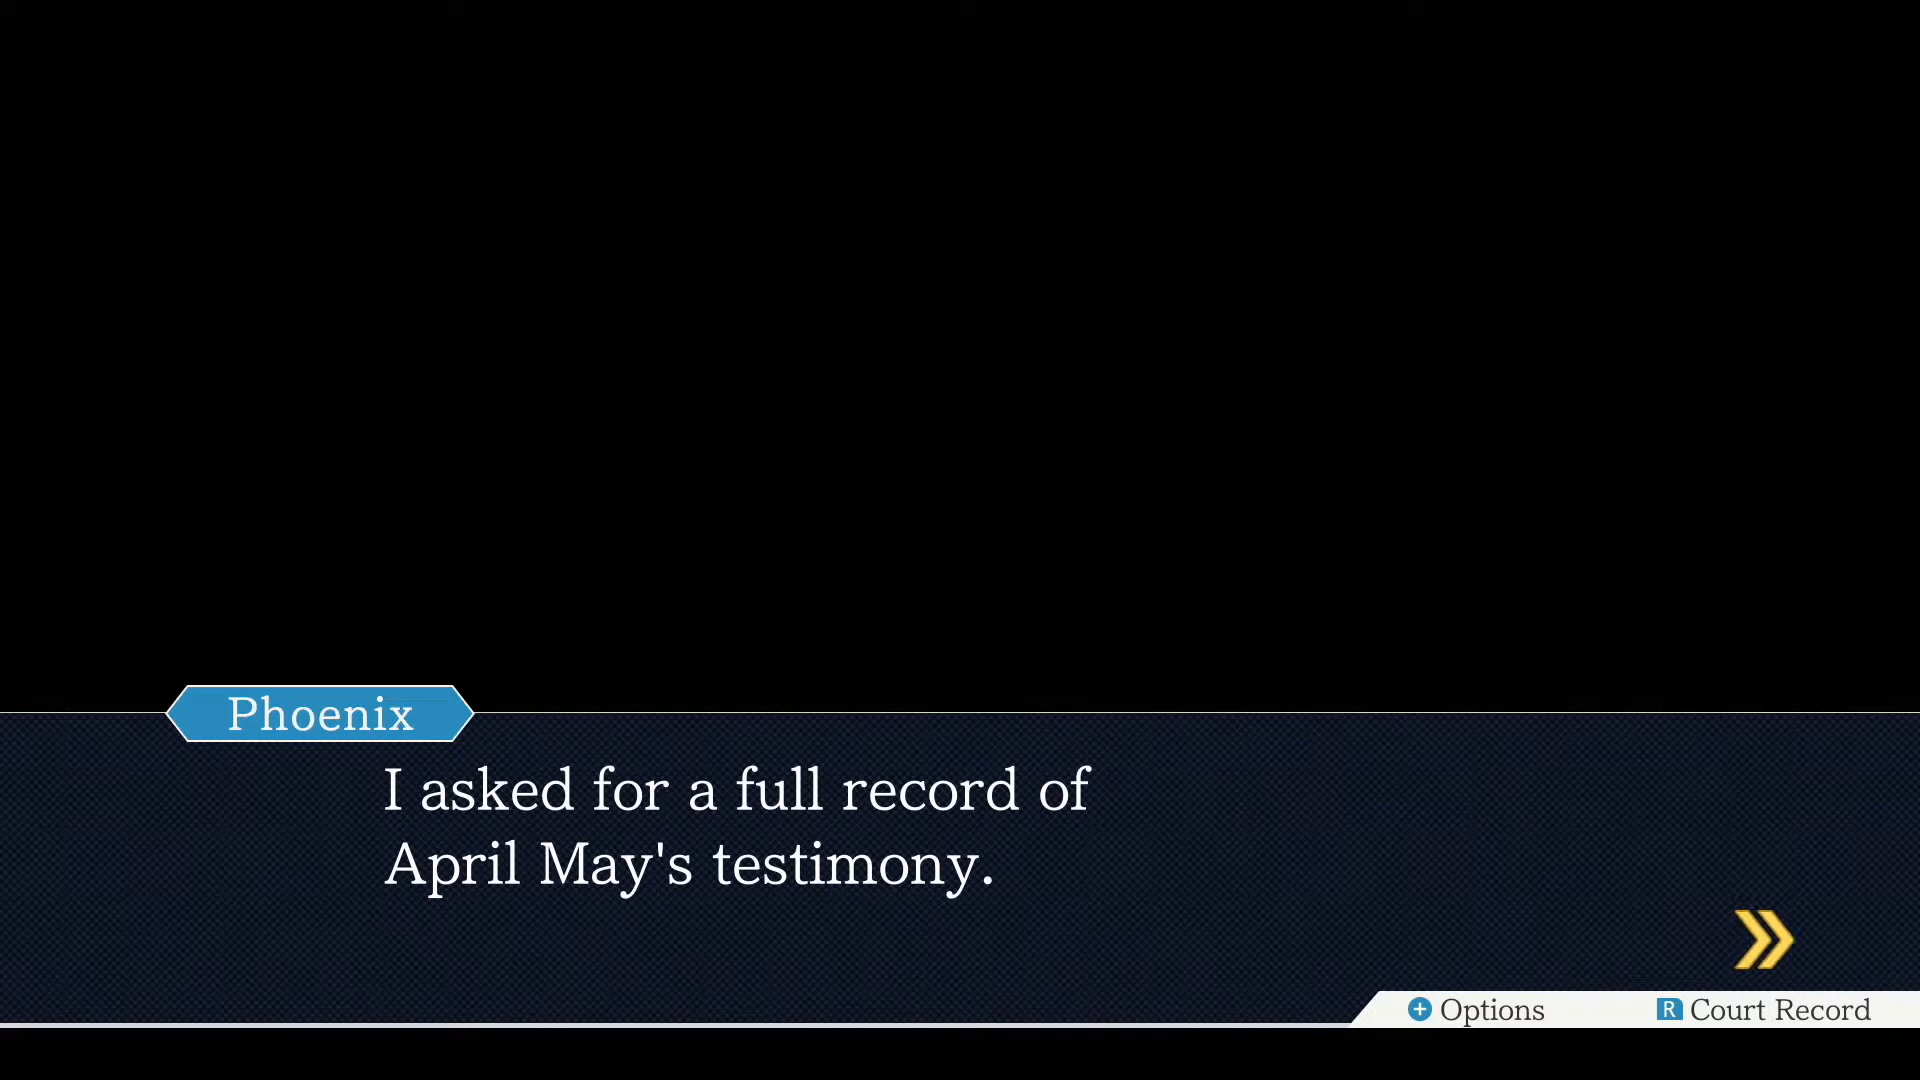 Phoenix
I asked for a full record of
April May's testimony.
+ Options R Court Record